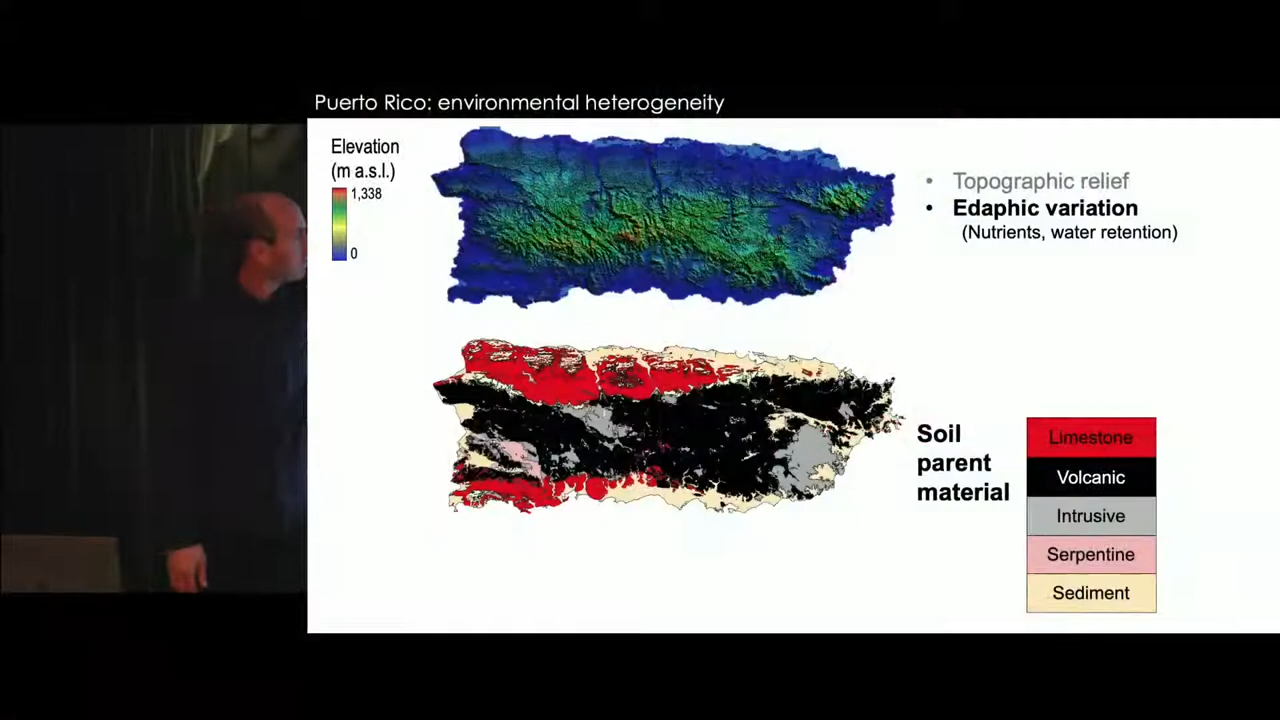 Puerto Rico: environmental heterogeneity
Elevation
(m a.s.l.)
1,338
0
• Topographic relief
• Edaphic variation
(Nutrients, water retention)
Soil
parent
material
Limestone
Volcanic
Intrusive
Serpentine
Sediment